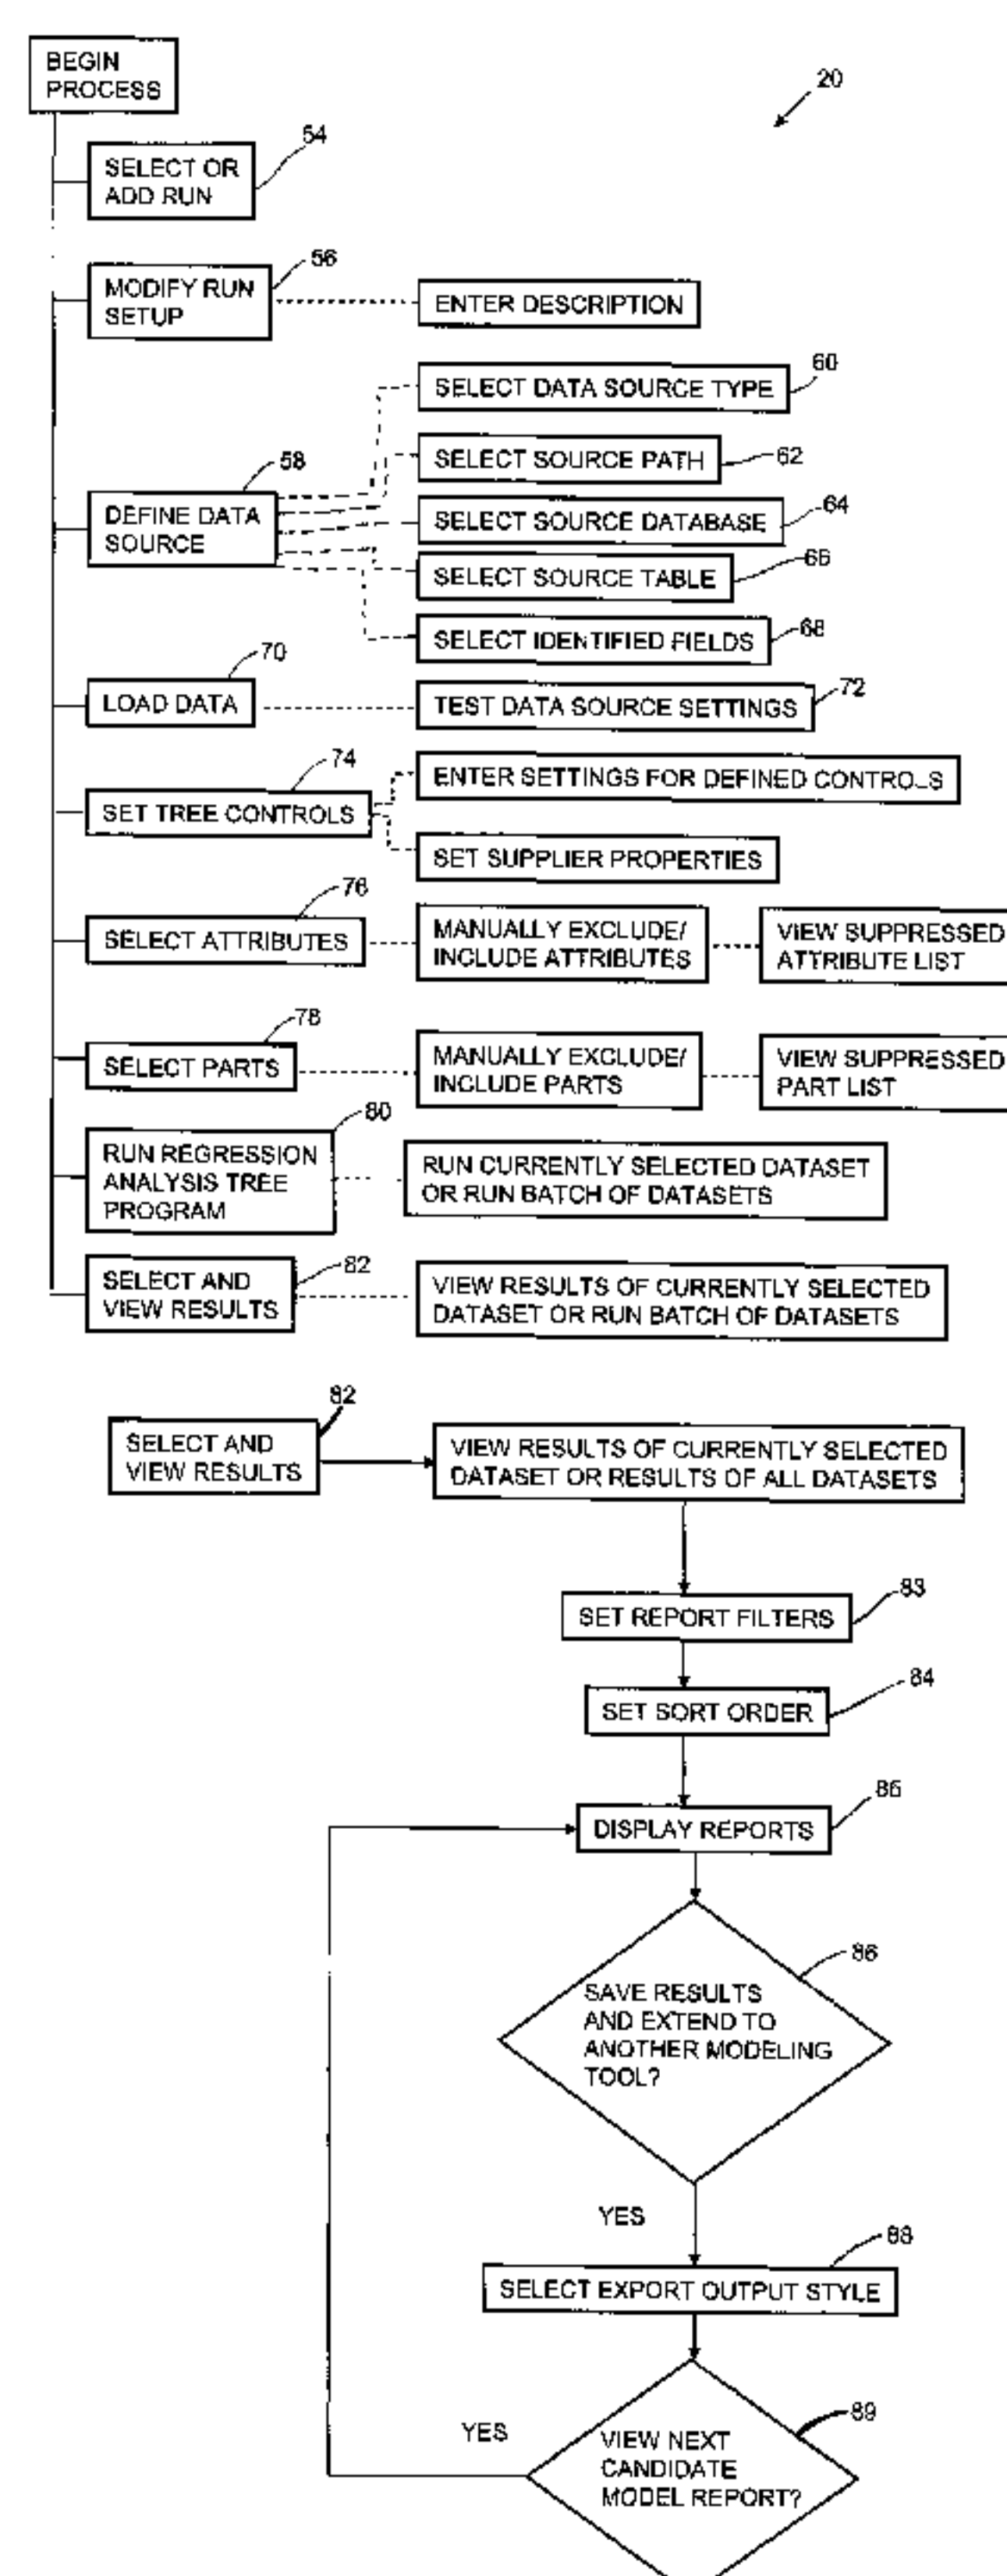 BEGIN
PROCESS
20
54
SELECT OR
ADD RUN
56
MODIFY RUN
SETUP
ENTER DESCRIPTION
60
SELECT DATA SOURCE TYPE
SELECT SOURCE PATH
62
58
DEFINE DATA
SOURCE
SELECT SOURCE DATABASE
64
SELECT SOURCE TABLE
66
SELECT IDENTIFIED FIELDS
68
70
LOAD DATA
TEST DATA SOURCE SETTINGS
72
74
SET TREE CONTROLS
ENTER SETTINGS FOR DEFINED CONTROLS
SET SUPPLIER PROPERTIES
76
SELECT ATTRIBUTES
MANUALLY EXCLUDE/
INCLUDE ATTRIBUTES
VIEW SUPPRESSED
ATTRIBUTE LIST
78
SELECT PARTS
MANUALLY EXCLUDE/
INCLUDE PARTS
VIEW SUPPRESSED
PART LIST
80
RUN REGRESSION
ANALYSIS TREE
PROGRAM
RUN CURRENTLY SELECTED DATASET
OR RUN BATCH OF DATASETS
82
SELECT AND
VIEW RESULTS
VIEW RESULTS OF CURRENTLY SELECTED
DATASET OR RUN BATCH OF DATASETS
82
SELECT AND
VIEW RESULTS
VIEW RESULTS OF CURRENTLY SELECTED
DATASET OR RESULTS OF ALL DATASETS
83
SET REPORT FILTERS
84
SET SORT ORDER
85
DISPLAY REPORTS
86
SAVE RESULTS
AND EXTEND TO
ANOTHER MODELING
TOOL?
YES
88
SELECT EXPORT OUTPUT STYLE
89
YES
VIEW NEXT
CANDIDATE
MODEL REPORT?